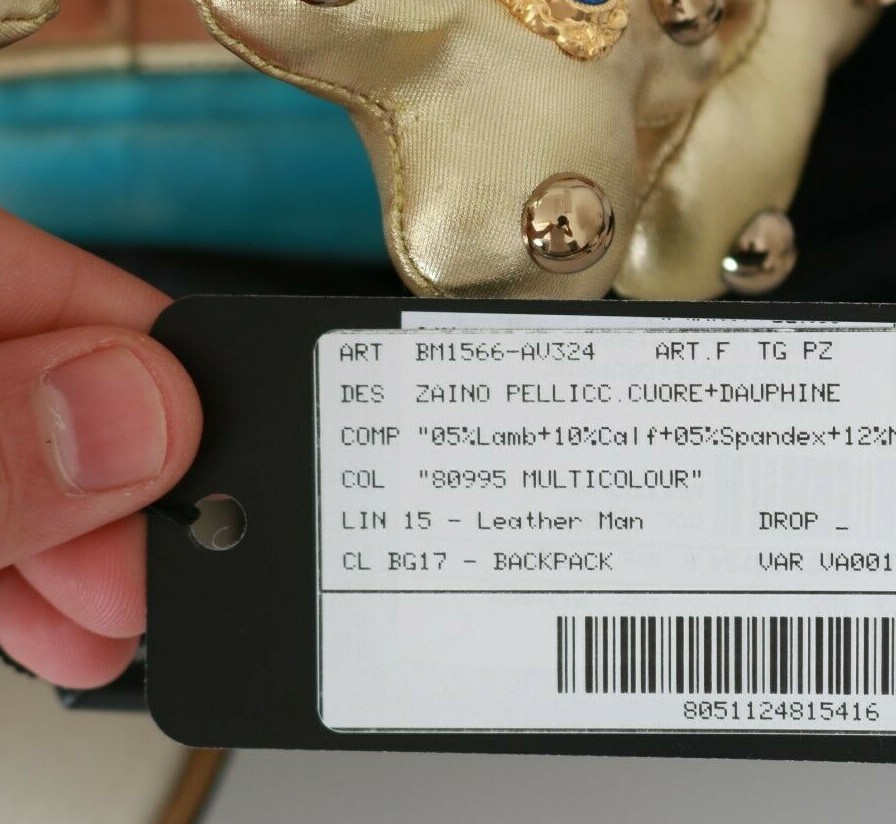 ART BM1566-AV324 ART.F TG PZ
DES ZAINO PELLICC.CUORE+DAUPHINE
COMP "05%Lamb+10%Calf+05%Spandex+12%
COL "80995 MULTICOLOUR"
LIN 15 - Leather Man DROP _
CL BG17 - BACKPACK VAR VA001
8051124815416